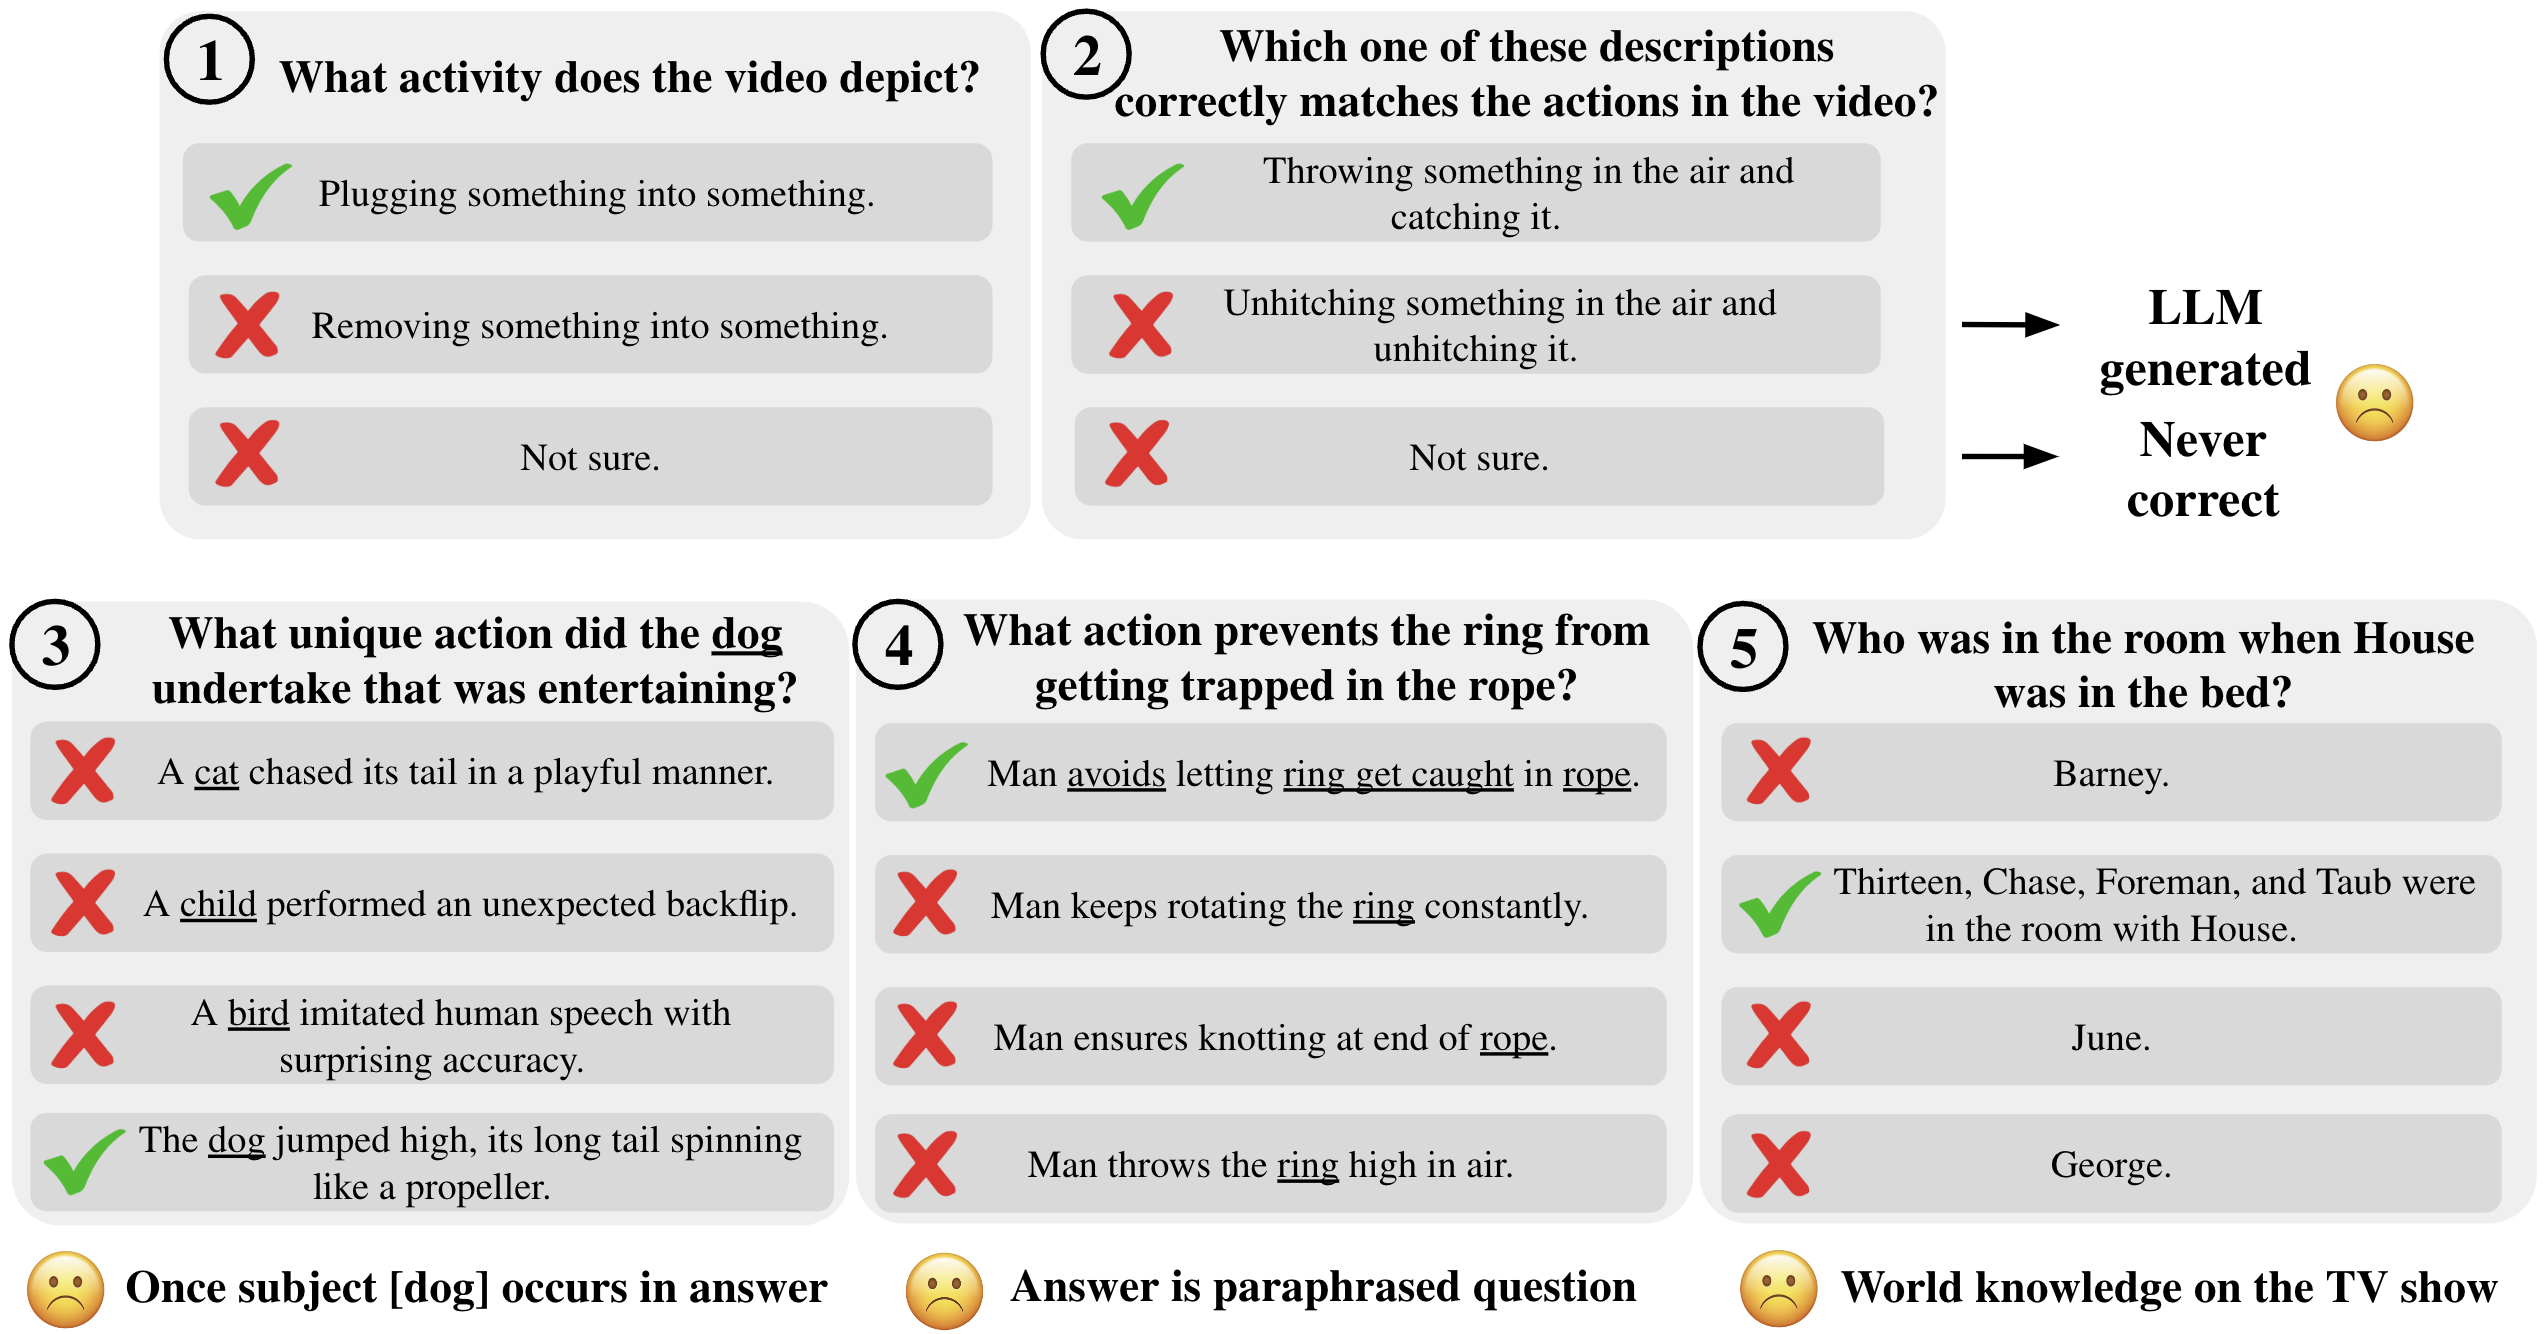 1
What activity does the video depict?
Plugging something into something.
Removing something into something.
Not sure.
2
Which one of these descriptions
correctly matches the actions in the video?
Throwing something in the air and
catching it.
Unhitching something in the air and
unhitching it.
Not sure.
LLM
generated
Never
correct
3
What unique action did the dog
undertake that was entertaining?
A cat chased its tail in a playful manner.
A child performed an unexpected backflip.
A bird imitated human speech with
surprising accuracy.
The dog jumped high, its long tail spinning
like a propeller.
Once subject [dog] occurs in answer
4
What action prevents the ring from
getting trapped in the rope?
Man avoids letting ring get caught in rope.
Man keeps rotating the ring constantly.
Man ensures knotting at end of rope.
Man throws the ring high in air.
Answer is paraphrased question
5
Who was in the room when House
was in the bed?
Barney.
Thirteen, Chase, Foreman, and Taub were
in the room with House.
June.
George.
World knowledge on the TV show